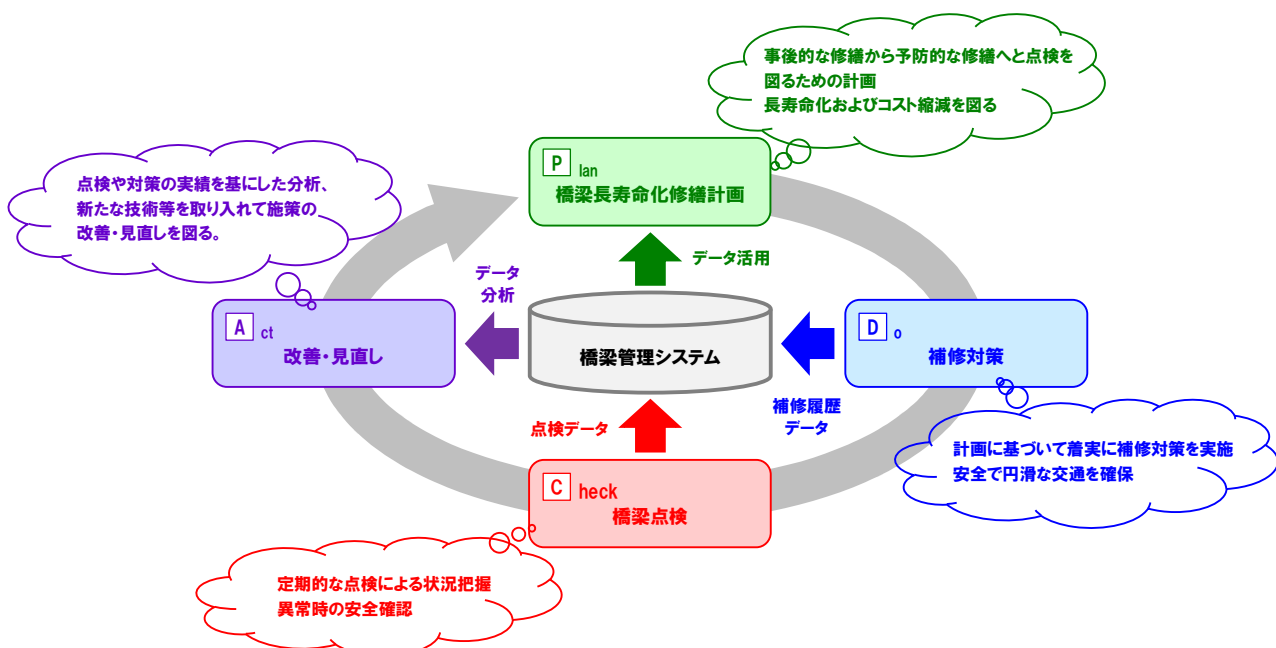 事後的な修繕から予防的な修繕へと点検を
図るための計画
長寿命化およびコスト縮減を図る
Plan
橋梁長寿命化修繕計画
点検や対策の実績を基にした分析、
新たな技術等を取り入れて施策の
改善・見直しを図る。
データ活用
データ
分析
Act
改善・見直し
橋梁管理システム
Do
補修対策
点検データ
補修履歴
データ
計画に基づいて着実に補修対策を実施
安全で円滑な交通を確保
Check
橋梁点検
定期的な点検による状況把握
異常時の安全確認